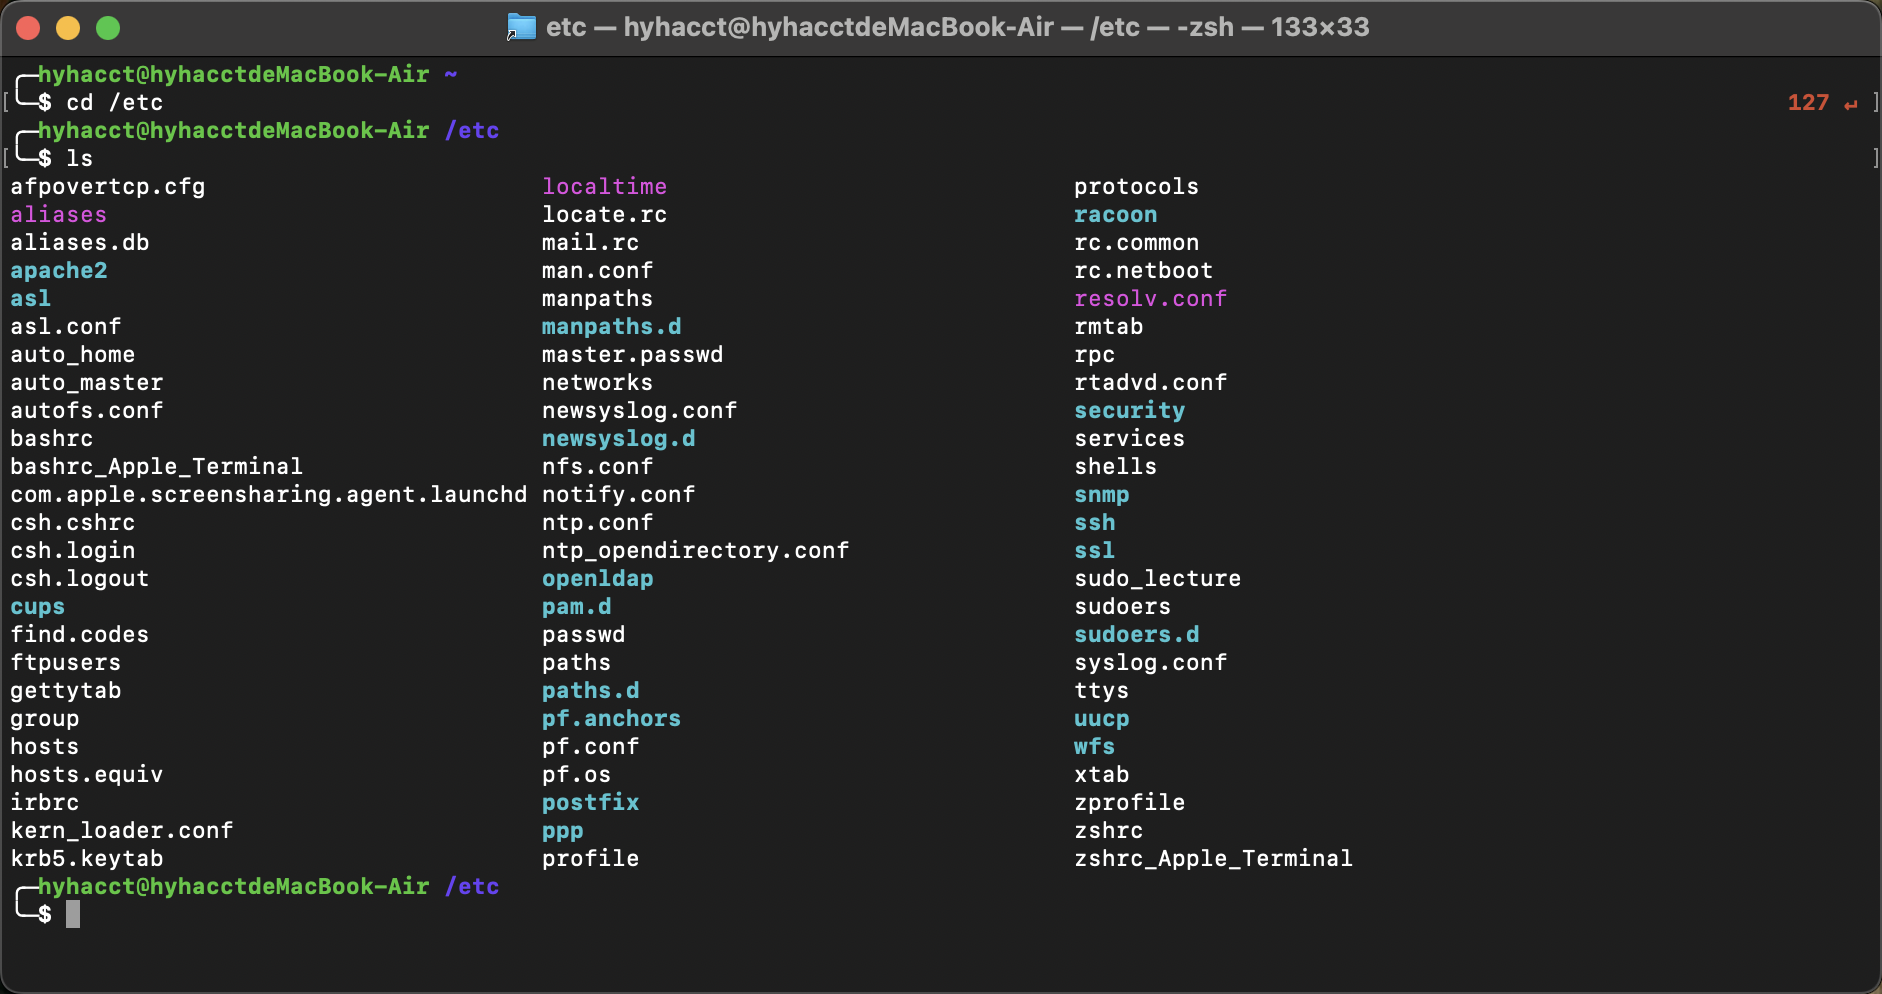 etc — hyhacct@hyhacctdeMacBook-Air — /etc — -zsh — 133×33
╭─hyhacct@hyhacctdeMacBook-Air ~
[╰─$ cd /etc 127 ↵ ]
╭─hyhacct@hyhacctdeMacBook-Air /etc
[╰─$ ls ]
afpovertcp.cfg localtime protocols
aliases locate.rc racoon
aliases.db mail.rc rc.common
apache2 man.conf rc.netboot
asl manpaths resolv.conf
asl.conf manpaths.d rmtab
auto_home master.passwd rpc
auto_master networks rtadvd.conf
autofs.conf newsyslog.conf security
bashrc newsyslog.d services
bashrc_Apple_Terminal nfs.conf shells
com.apple.screensharing.agent.launchd notify.conf snmp
csh.cshrc ntp.conf ssh
csh.login ntp_opendirectory.conf ssl
csh.logout openldap sudo_lecture
cups pam.d sudoers
find.codes passwd sudoers.d
ftpusers paths syslog.conf
gettytab paths.d ttys
group pf.anchors uucp
hosts pf.conf wfs
hosts.equiv pf.os xtab
irbrc postfix zprofile
kern_loader.conf ppp zshrc
krb5.keytab profile zshrc_Apple_Terminal
╭─hyhacct@hyhacctdeMacBook-Air /etc
╰─$